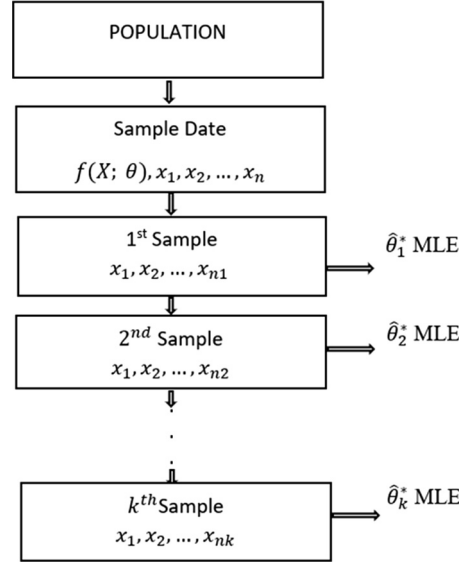 POPULATION
Sample Date
f(X; θ), x₁, x₂, …, xₙ
1ˢᵗ Sample
x₁, x₂, …, xₙ₁
θ̂₁* MLE
2ⁿᵈ Sample
x₁, x₂, …, xₙ₂
θ̂₂* MLE
.
.
.
kᵗʰ Sample
x₁, x₂, …, xₙₖ
θ̂ₖ* MLE